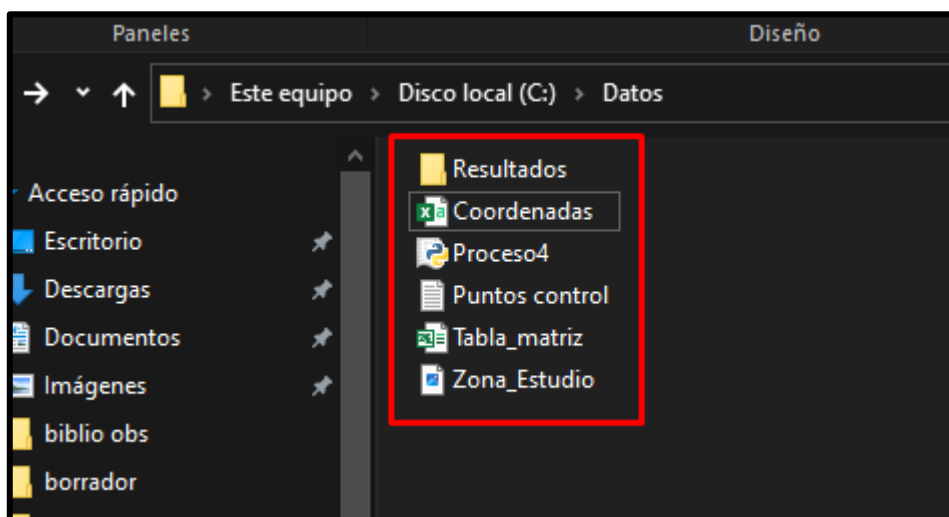 Paneles
Diseño
Este equipo > Disco local (C:) > Datos
Acceso rápido
Escritorio
Descargas
Documentos
Imágenes
biblio obs
borrador
Resultados
Coordenadas
Proceso4
Puntos control
Tabla_matriz
Zona_Estudio